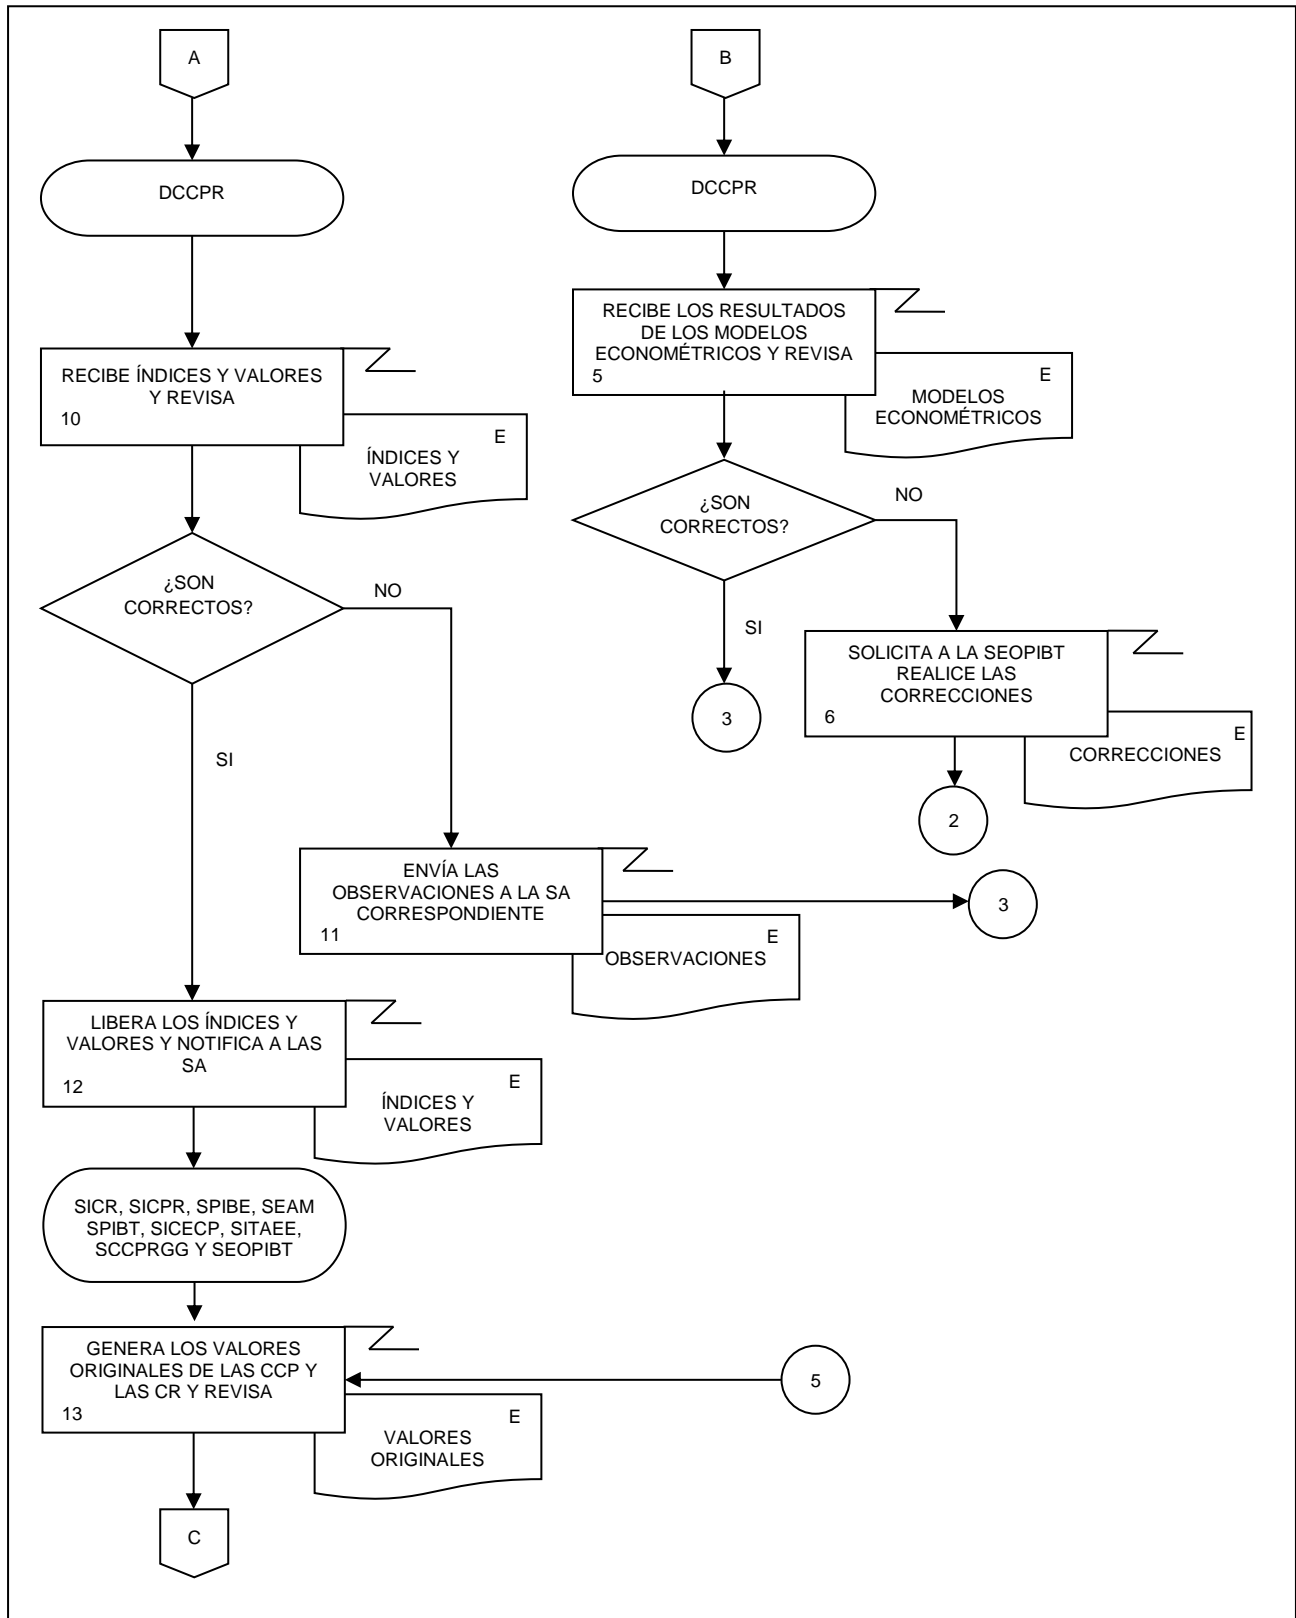 A
DCCPR
RECIBE ÍNDICES Y VALORES
Y REVISA
10
E
ÍNDICES Y
VALORES
¿SON
CORRECTOS?
NO
SI
ENVÍA LAS
OBSERVACIONES A LA SA
CORRESPONDIENTE
11
E
OBSERVACIONES
3
LIBERA LOS ÍNDICES Y
VALORES Y NOTIFICA A LAS
SA
12
E
ÍNDICES Y
VALORES
SICR, SICPR, SPIBE, SEAM
SPIBT, SICECP, SITAEE,
SCCPRGG Y SEOPIBT
GENERA LOS VALORES
ORIGINALES DE LAS CCP Y
LAS CR Y REVISA
13
5
E
VALORES
ORIGINALES
C
B
DCCPR
RECIBE LOS RESULTADOS
DE LOS MODELOS
ECONOMÉTRICOS Y REVISA
5
E
MODELOS
ECONOMÉTRICOS
¿SON
CORRECTOS?
NO
SI
3
SOLICITA A LA SEOPIBT
REALICE LAS
CORRECCIONES
6
E
CORRECCIONES
2